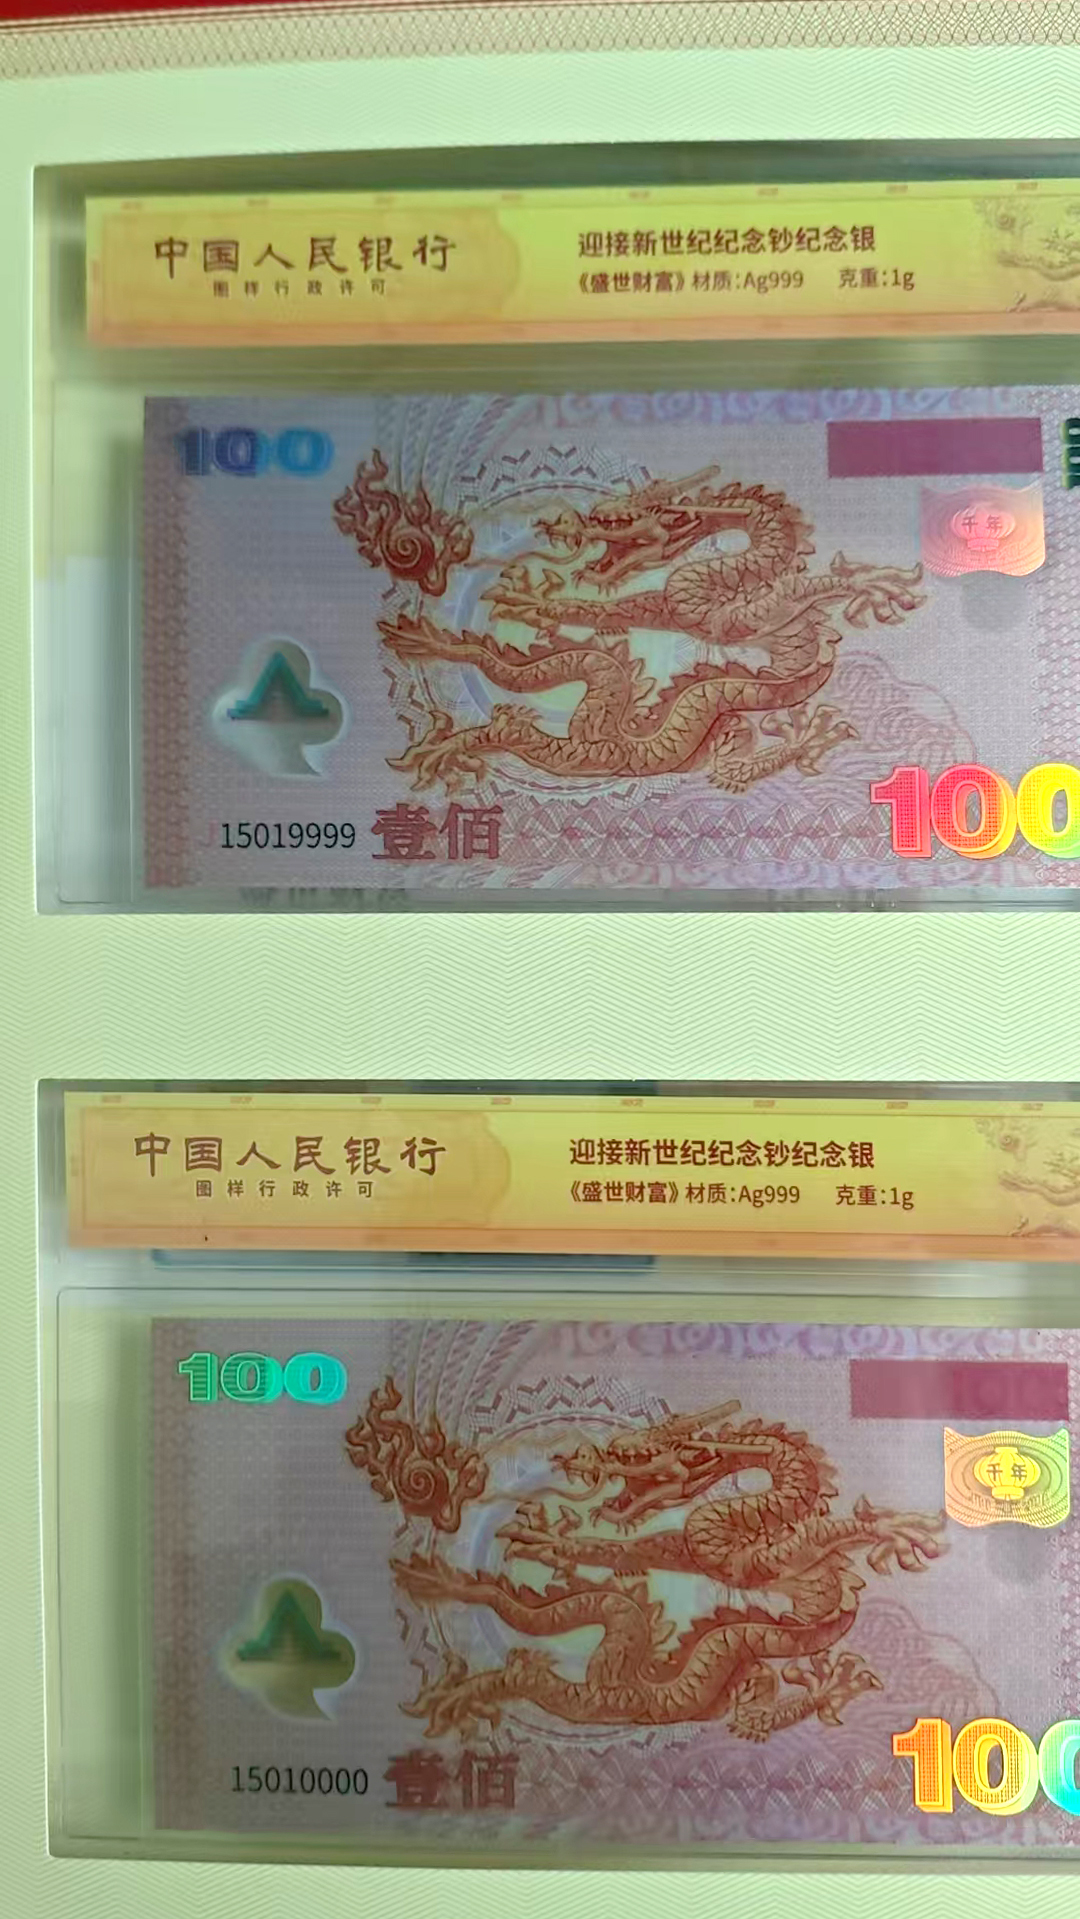 中国人民银行
图样行政许可
迎接新世纪纪念钞纪念银
《盛世财富》材质:Ag999 克重:1g
100
100
千年
15019999
壹佰
100
中国人民银行
图样行政许可
迎接新世纪纪念钞纪念银
《盛世财富》材质:Ag999 克重:1g
100
千年
15010000
壹佰
100